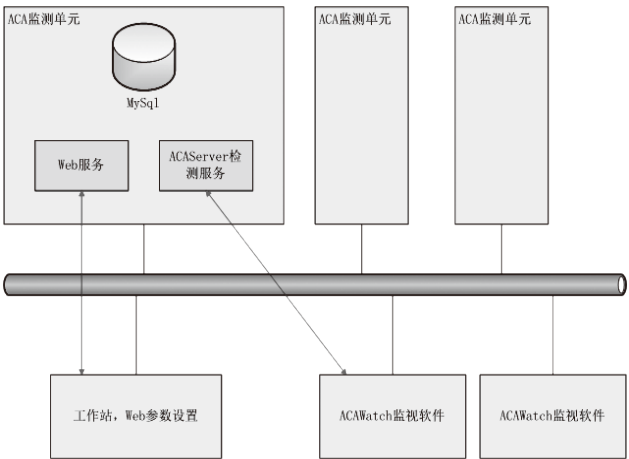 ACA监测单元
ACA监测单元
ACA监测单元
MySql
Web服务
ACAServer检
测服务
工作站，Web参数设置
ACAWatch监视软件
ACAWatch监视软件